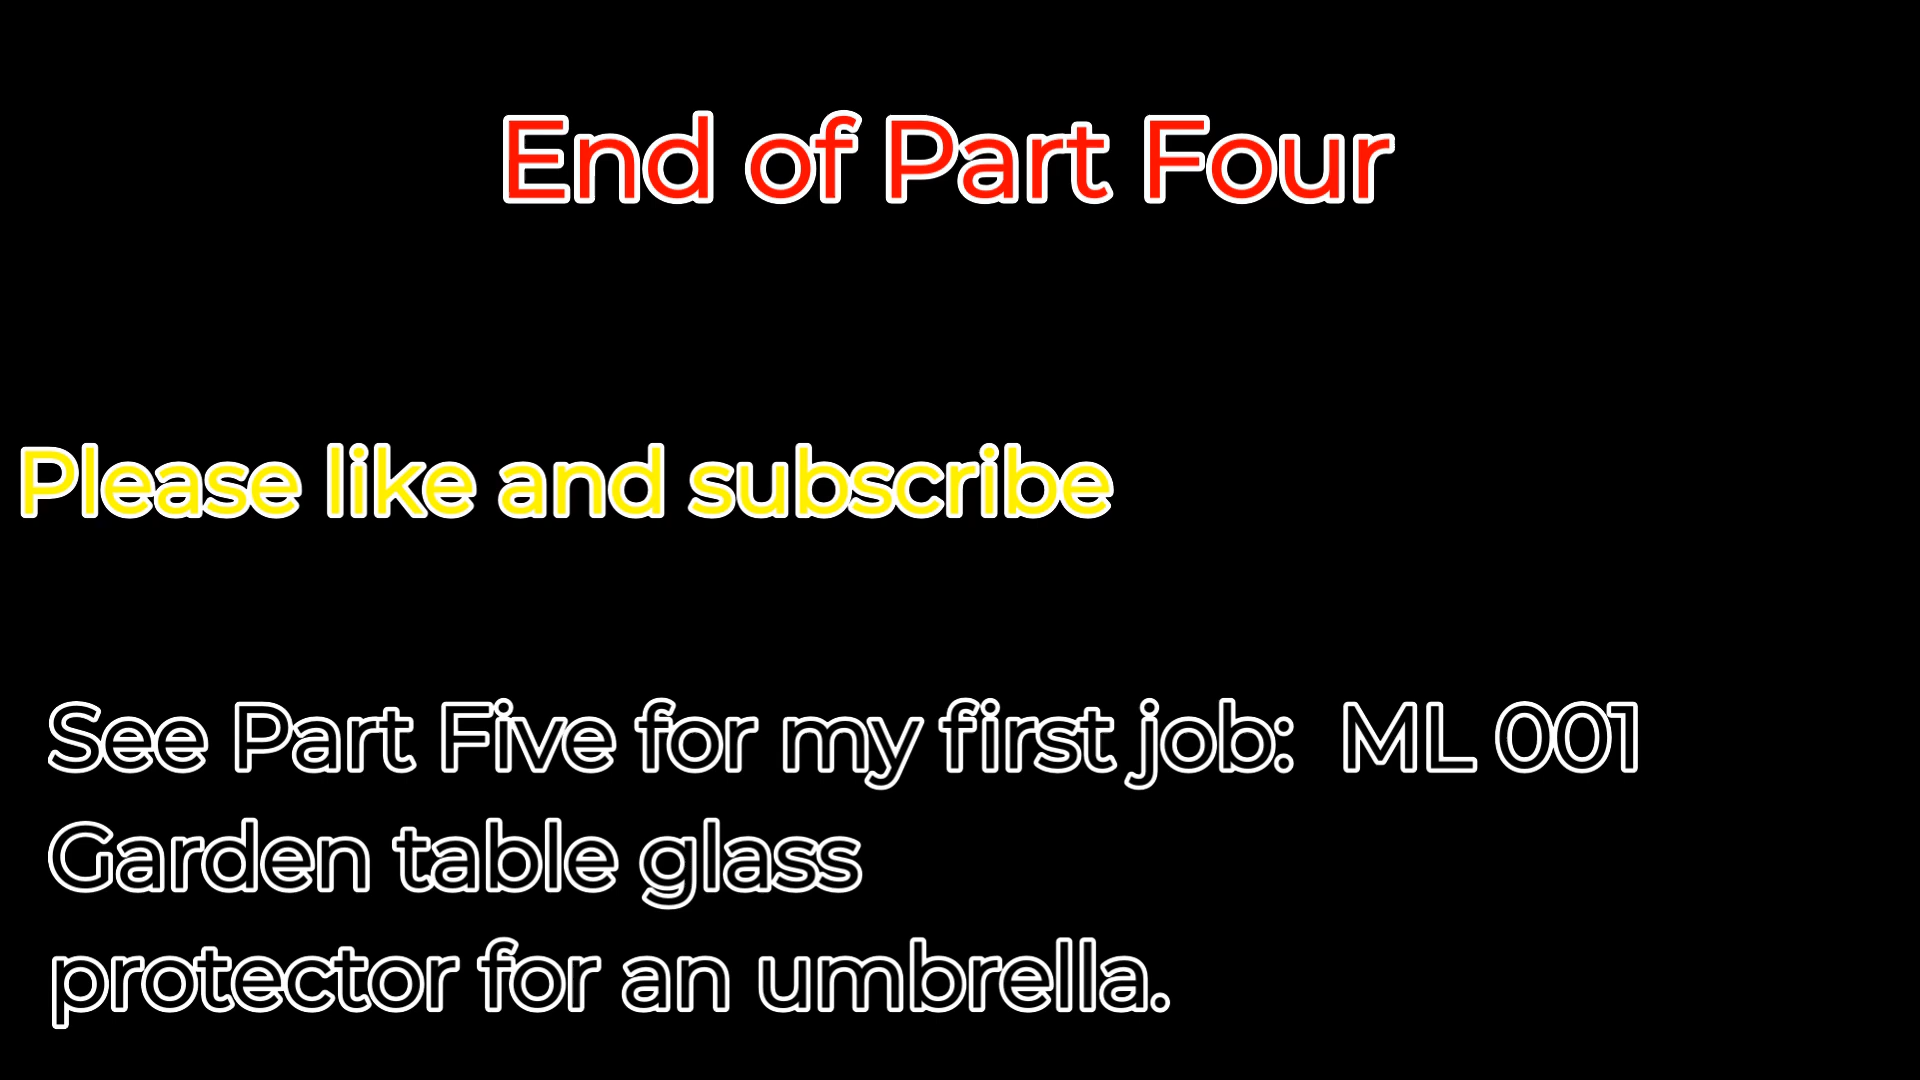 End of Part Four
Please like and subscribe
See Part Five for my first job:  ML 001
Garden table glass
protector for an umbrella.